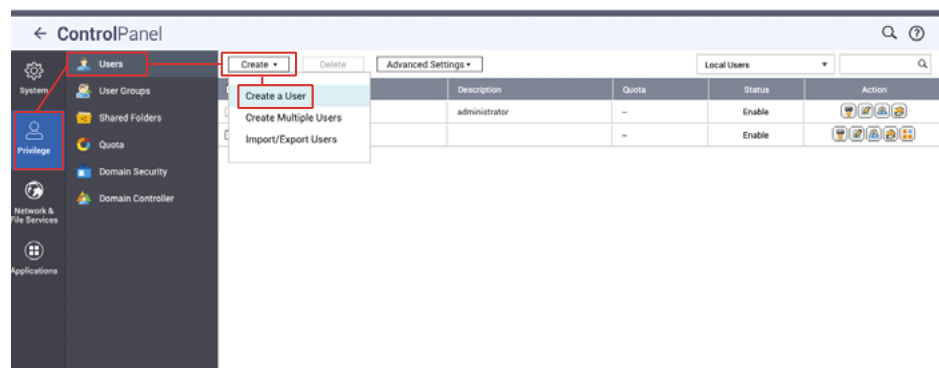 ControlPanel
System
Privilege
Network &
File Services
Applications
Users
User Groups
Shared Folders
Quota
Domain Security
Domain Controller
Create
Delete
Advanced Settings
Local Users
Create a User
Create Multiple Users
Import/Export Users
Description Quota Status Action
administrator – Enable
– Enable